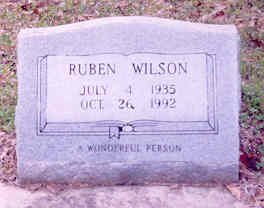 RUBEN WILSON
JULY 4 1935
OCT 26 1992
A WONDERFUL PERSON